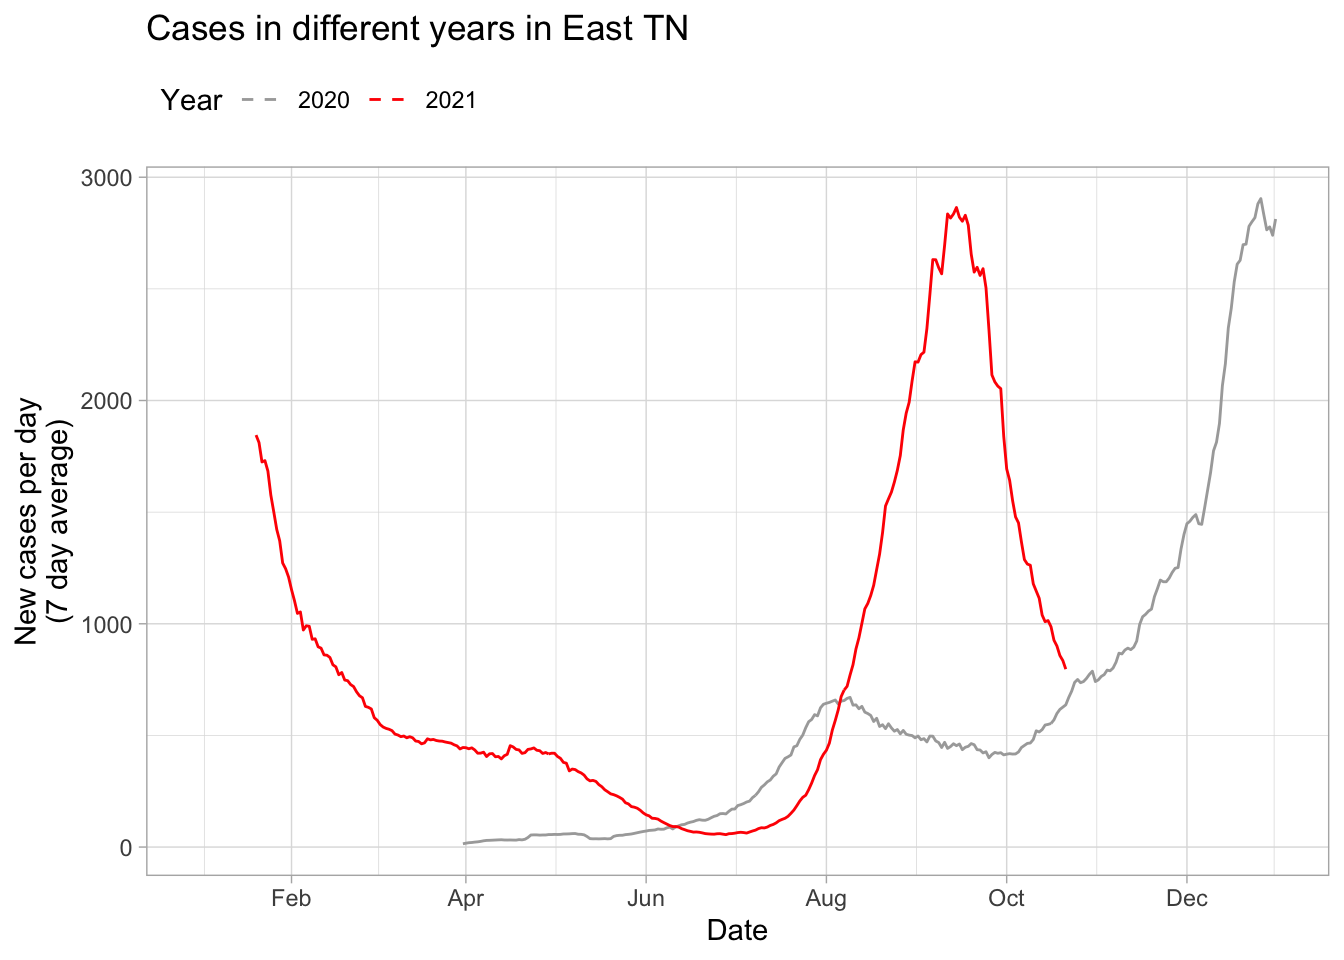 Cases in different years in East TN
Year 2020 2021
3000
2000
1000
0
New cases per day
(7 day average)
Feb Apr Jun Aug Oct Dec
Date